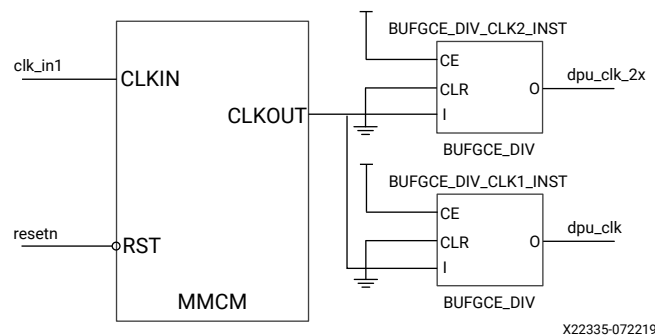 BUFGCE_DIV_CLK2_INST
clk_in1
CLKIN
CE
CLR
O
dpu_clk_2x
CLKOUT
I
BUFGCE_DIV
BUFGCE_DIV_CLK1_INST
CE
resetn
RST
CLR
O
dpu_clk
I
MMCM
BUFGCE_DIV
X22335-072219